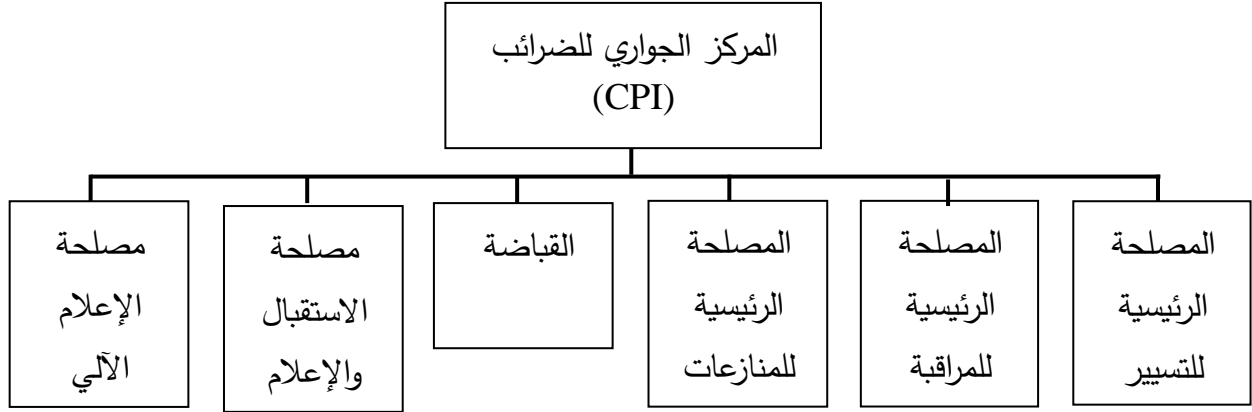 المركز الجواري للضرائب
(CPI)
المصلحة
الرئيسية
للتسيير
المصلحة
الرئيسية
للمراقبة
المصلحة
الرئيسية
للمنازعات
القباضة
مصلحة
الاستقبال
والإعلام
مصلحة
الإعلام
الآلي